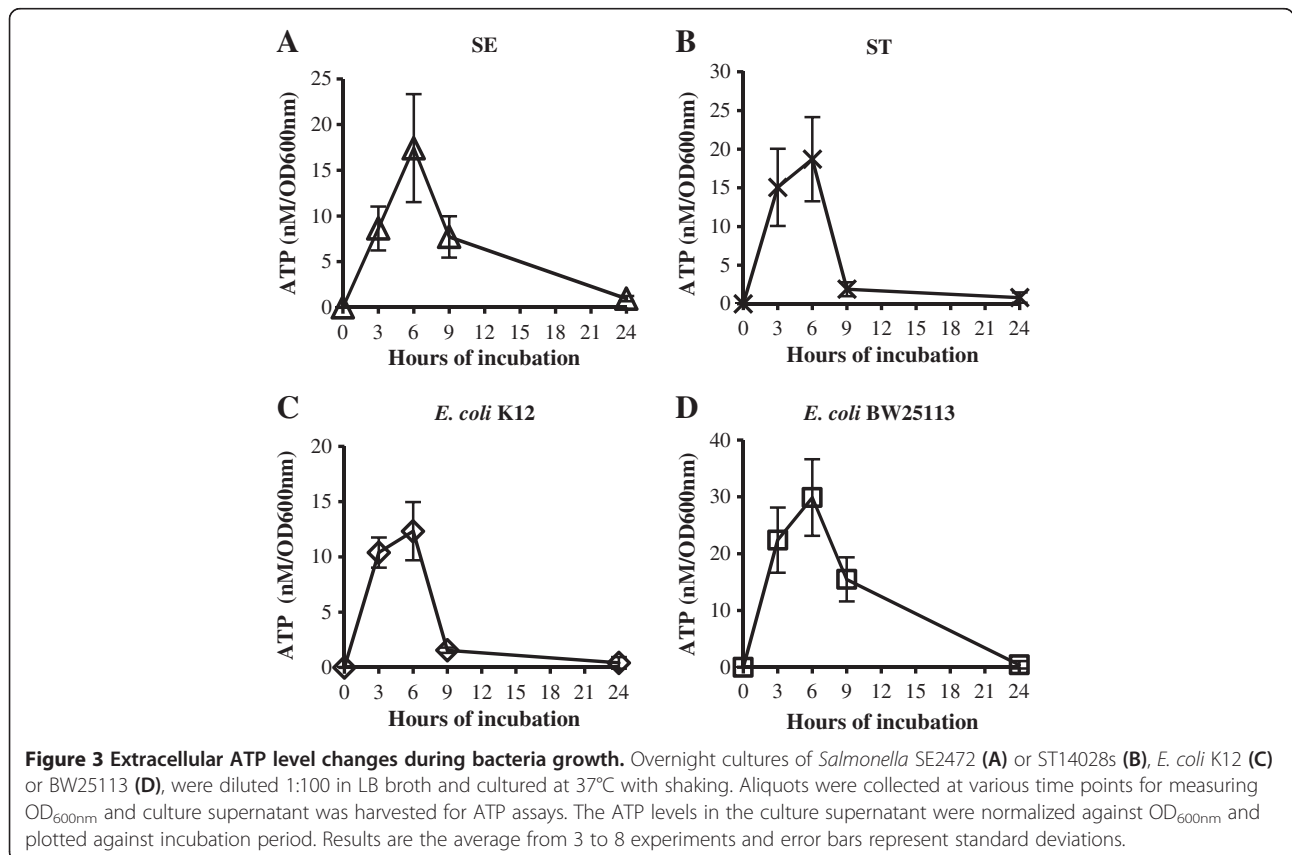 A
SE
ATP (nM/OD600nm)
25
20
15
10
5
0
0 3 6 9 12 15 18 21 24
Hours of incubation
B
ST
ATP (nM/OD600nm)
30
25
20
15
10
5
0
0 3 6 9 12 15 18 21 24
Hours of incubation
C
E. coli K12
ATP (nM/OD600nm)
20
15
10
5
0
0 3 6 9 12 15 18 21 24
Hours of incubation
D
E. coli BW25113
ATP (nM/OD600nm)
40
30
20
10
0
0 3 6 9 12 15 18 21 24
Hours of incubation
Figure 3 Extracellular ATP level changes during bacteria growth. Overnight cultures of Salmonella SE2472 (A) or ST14028s (B), E. coli K12 (C)
or BW25113 (D), were diluted 1:100 in LB broth and cultured at 37°C with shaking. Aliquots were collected at various time points for measuring
OD600nm and culture supernatant was harvested for ATP assays. The ATP levels in the culture supernatant were normalized against OD600nm and
plotted against incubation period. Results are the average from 3 to 8 experiments and error bars represent standard deviations.